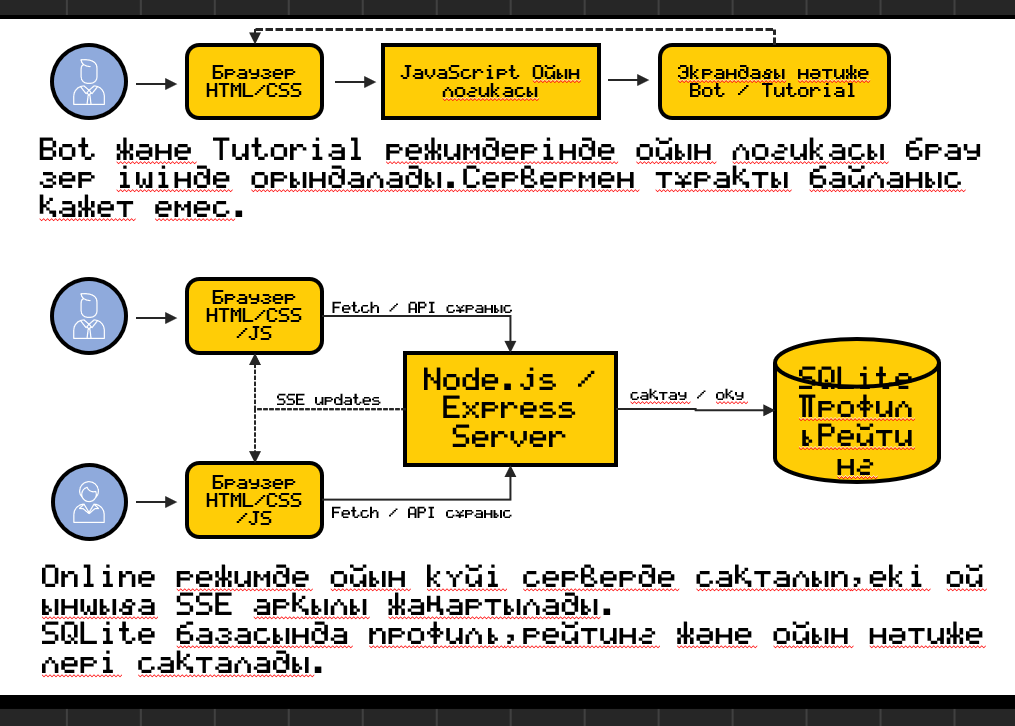 Браузер
HTML/CSS
JavaScript Ойын
логикасы
Экрандағы нәтиже
Bot / Tutorial
Bot және Tutorial режимдерінде ойын логикасы брау
зер ішінде орындалады.Сервермен тұрақты байланыс
қажет емес.
Браузер
HTML/CSS
/JS
Fetch / API сұраныс
SSE updates
Node.js /
Express
Server
сақтау / оқу
SQLite
Профил
ьРейти
нг
Браузер
HTML/CSS
/JS
Fetch / API сұраныс
Online режимде ойын күйі серверде сақталып,екі ой
ыншыға SSE арқылы жаңартылады.
SQLite базасында профиль,рейтинг және ойын нәтиже
лері сақталады.